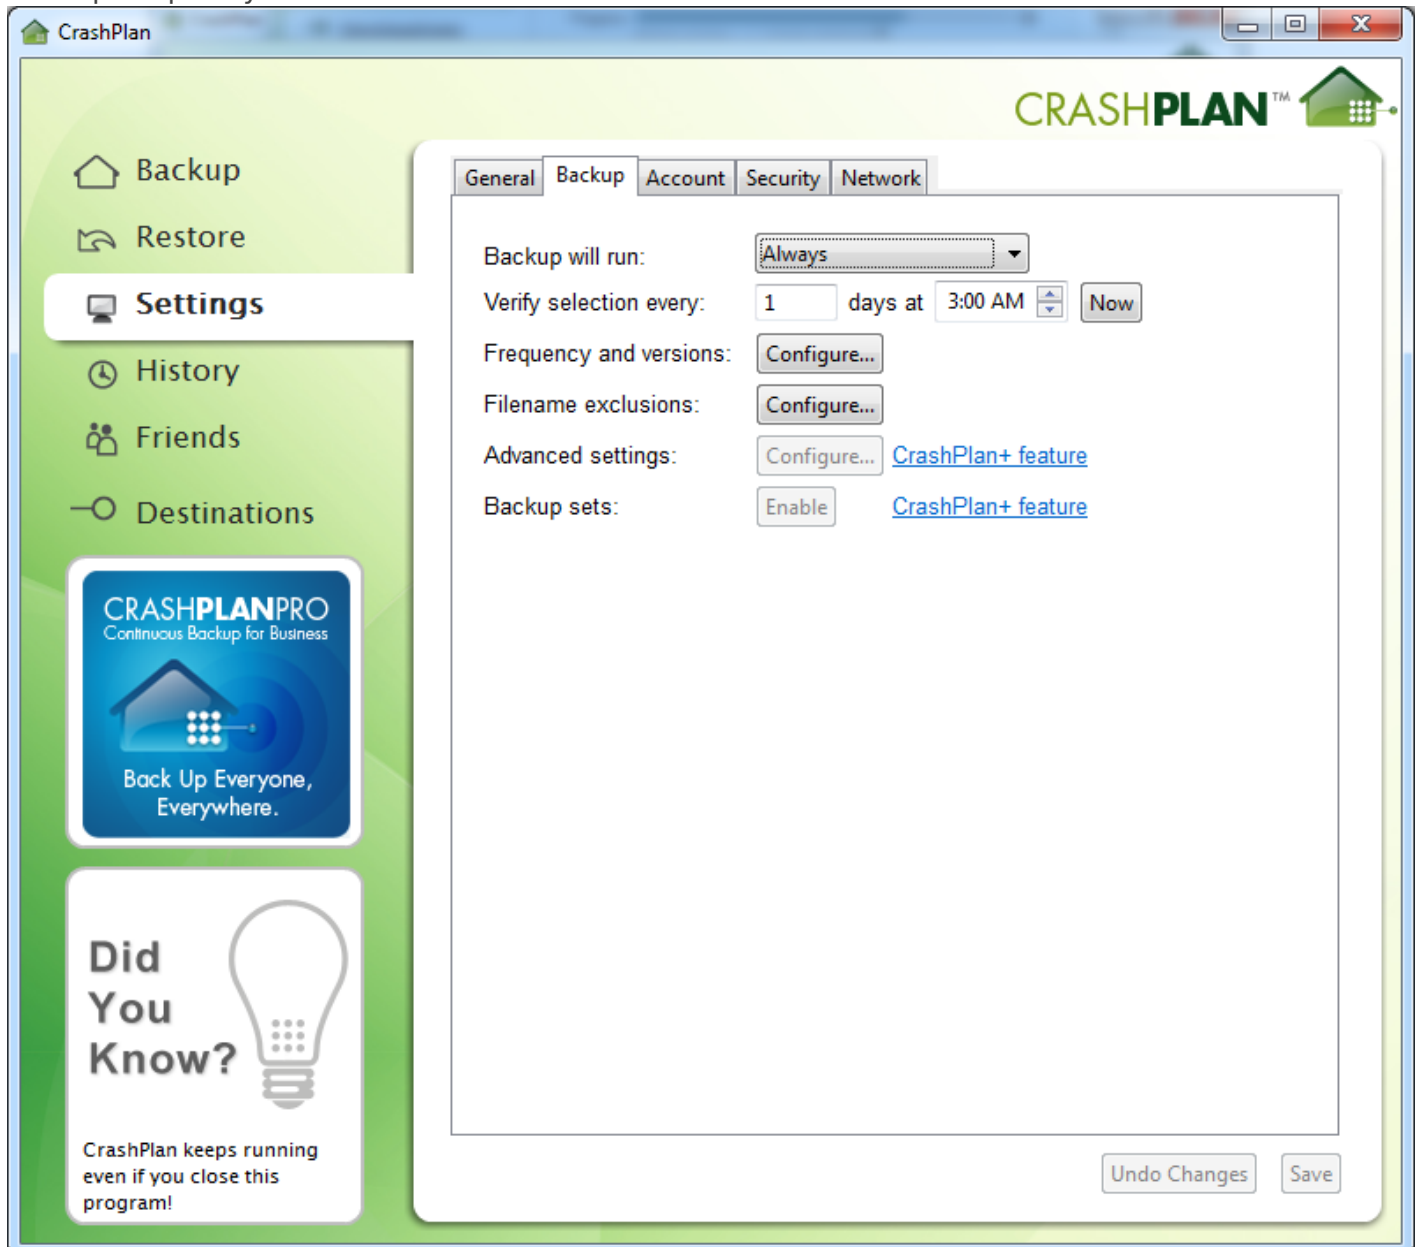 CrashPlan
CRASHPLAN™
Backup
Restore
Settings
History
Friends
Destinations
CRASHPLANPRO
Continuous Backup for Business
Back Up Everyone,
Everywhere.
Did
You
Know?
CrashPlan keeps running
even if you close this
program!
General Backup Account Security Network
Backup will run: Always
Verify selection every: 1 days at 3:00 AM Now
Frequency and versions: Configure...
Filename exclusions: Configure...
Advanced settings: Configure... CrashPlan+ feature
Backup sets: Enable CrashPlan+ feature
Undo Changes Save